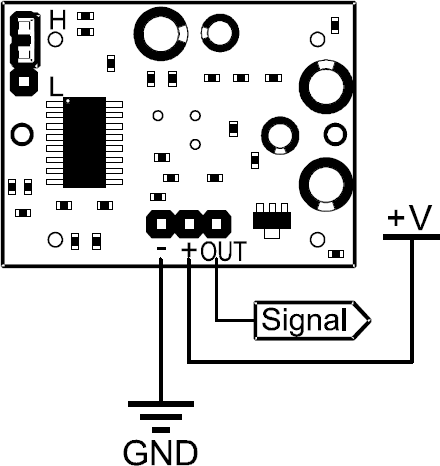 H
L
- + OUT
+V
Signal
GND